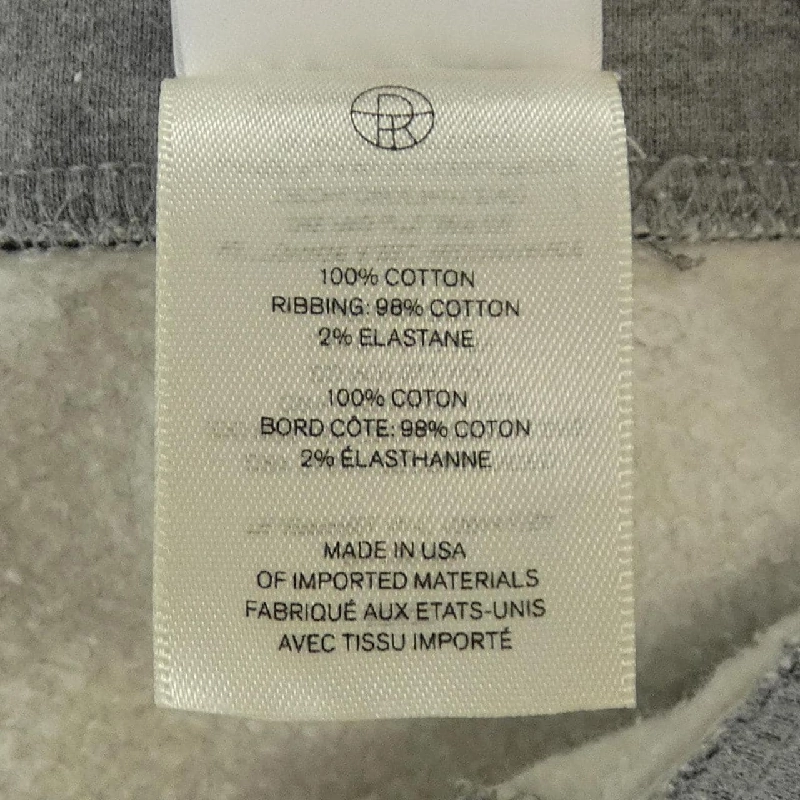 100% COTTON
RIBBING: 98% COTTON
2% ELASTANE
100% COTON
BORD CÔTE: 98% COTON
2% ÉLASTHANNE
MADE IN USA
OF IMPORTED MATERIALS
FABRIQUÉ AUX ETATS-UNIS
AVEC TISSU IMPORTÉ